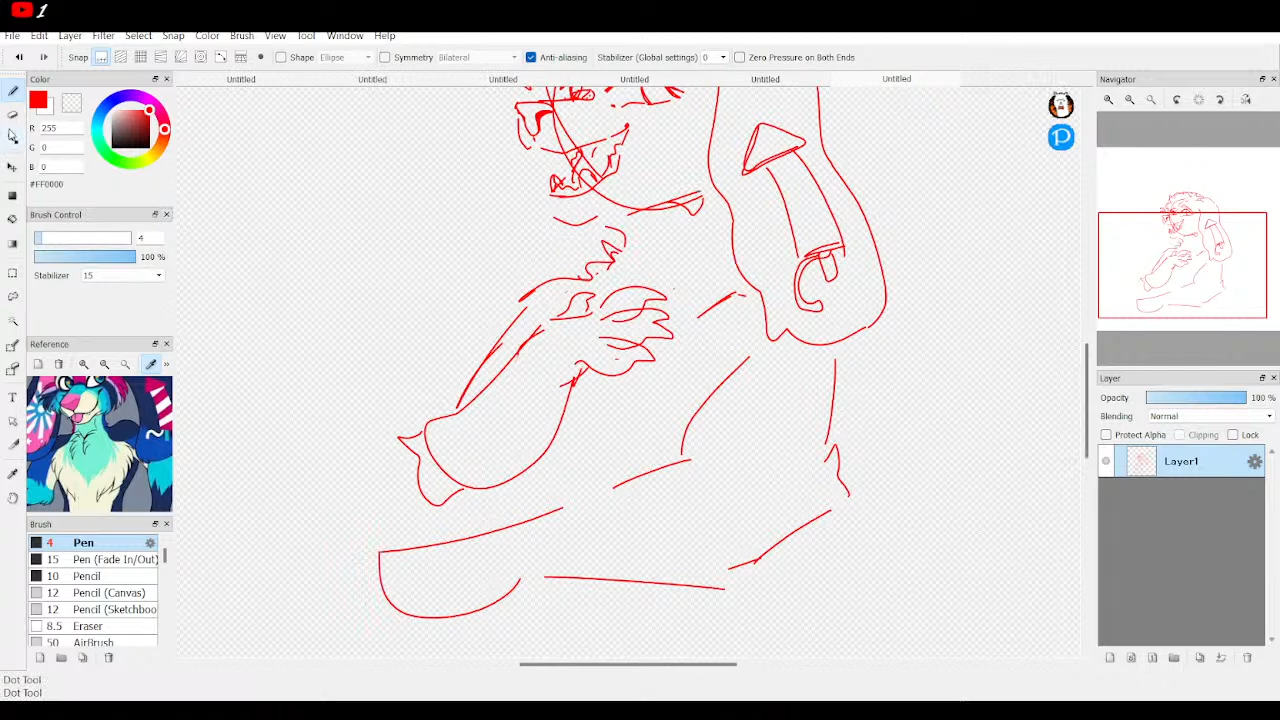 1
File Edit Layer Filter Select Snap Color Brush View Tool Window Help
Snap Shape Ellipse Symmetry Bilateral Anti-aliasing Stabilizer (Global settings) 0 Zero Pressure on Both Ends
Color Untitled Untitled Untitled Untitled Untitled Untitled Navigator
R 255
G 0
B 0
#FF0000
Brush Control
4
100 %
Stabilizer 15
Reference
Brush
4 Pen
15 Pen (Fade In/Out)
10 Pencil
12 Pencil (Canvas)
12 Pencil (Sketchboo
8.5 Eraser
50 AirBrush
Dot Tool
Dot Tool
Layer
Opacity 100 %
Blending Normal
Protect Alpha Clipping Lock
Layer1